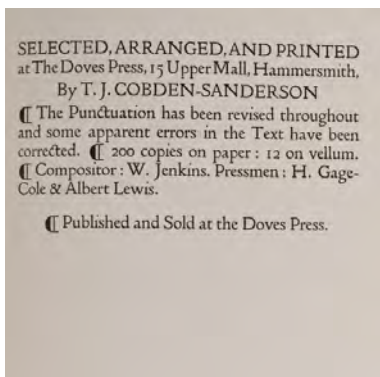 SELECTED, ARRANGED, AND PRINTED
at The Doves Press, 15 Upper Mall, Hammersmith,
By T. J. COBDEN-SANDERSON
¶ The Punctuation has been revised throughout
and some apparent errors in the Text have been
corrected. ¶ 200 copies on paper : 12 on vellum.
¶ Compositor : W. Jenkins. Pressmen : H. Gage-
Cole & Albert Lewis.
¶ Published and Sold at the Doves Press.